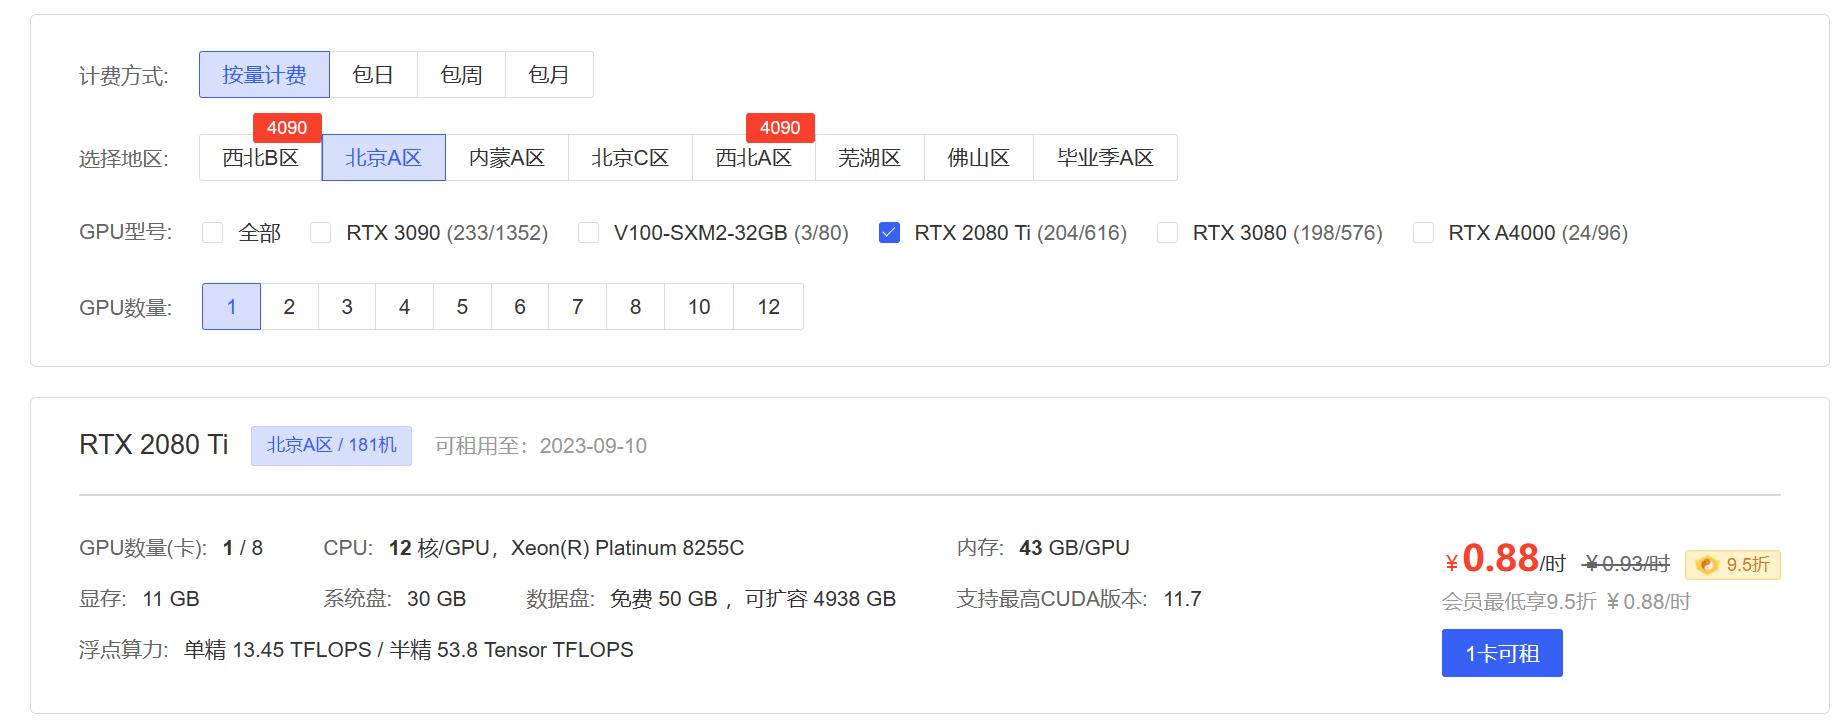 计费方式: 按量计费 包日 包周 包月
4090 4090
选择地区: 西北B区 北京A区 内蒙A区 北京C区 西北A区 芜湖区 佛山区 毕业季A区
GPU型号: 全部 RTX 3090 (233/1352) V100-SXM2-32GB (3/80) RTX 2080 Ti (204/616) RTX 3080 (198/576) RTX A4000 (24/96)
GPU数量: 1 2 3 4 5 6 7 8 10 12
RTX 2080 Ti 北京A区 / 181机 可租用至: 2023-09-10
GPU数量(卡): 1 / 8 CPU: 12 核/GPU, Xeon(R) Platinum 8255C 内存: 43 GB/GPU
¥0.88/时 ¥0.93/时 9.5折
显存: 11 GB 系统盘: 30 GB 数据盘: 免费 50 GB , 可扩容 4938 GB 支持最高CUDA版本: 11.7
会员最低享9.5折 ¥0.88/时
浮点算力: 单精 13.45 TFLOPS / 半精 53.8 Tensor TFLOPS
1卡可租